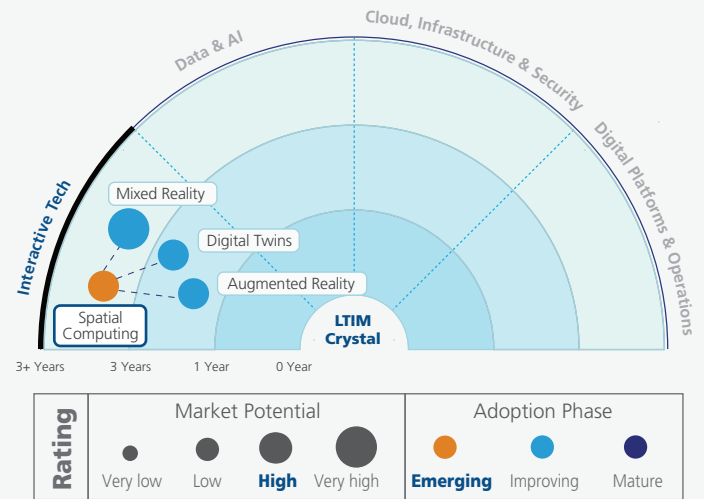 Data & AI
Cloud, Infrastructure & Security
Digital Platforms & Operations
Interactive Tech
Mixed Reality
Digital Twins
Augmented Reality
Spatial
Computing
LTIM
Crystal
3+ Years
3 Years
1 Year
0 Year
Rating
Market Potential
Very low
Low
High
Very high
Adoption Phase
Emerging
Improving
Mature